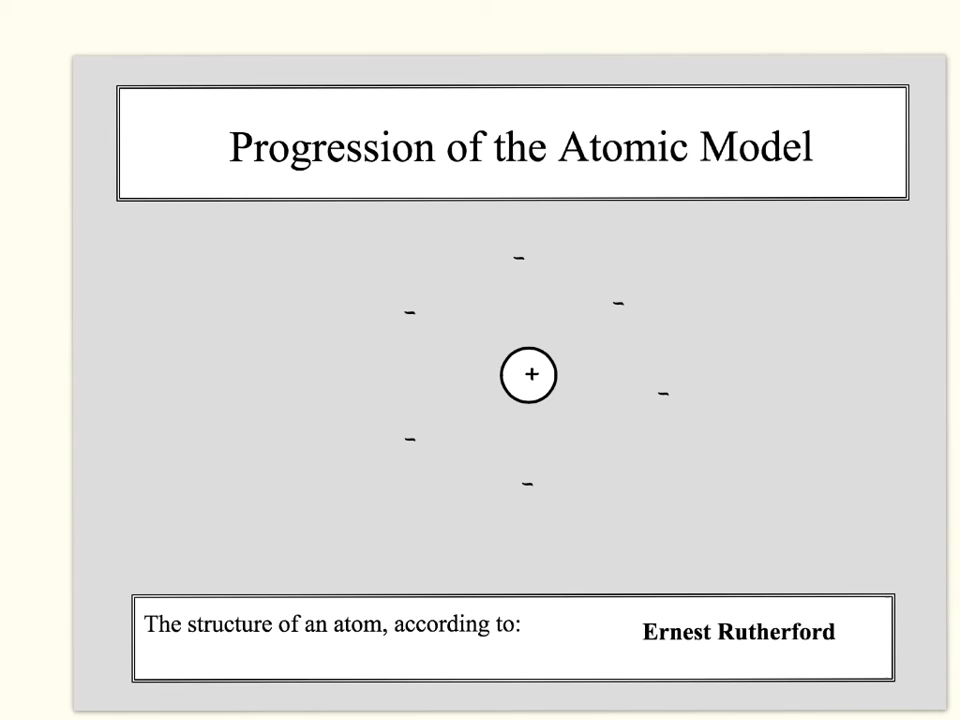 Progression of the Atomic Model
-
-
-
+
-
-
-
The structure of an atom, according to:
Ernest Rutherford